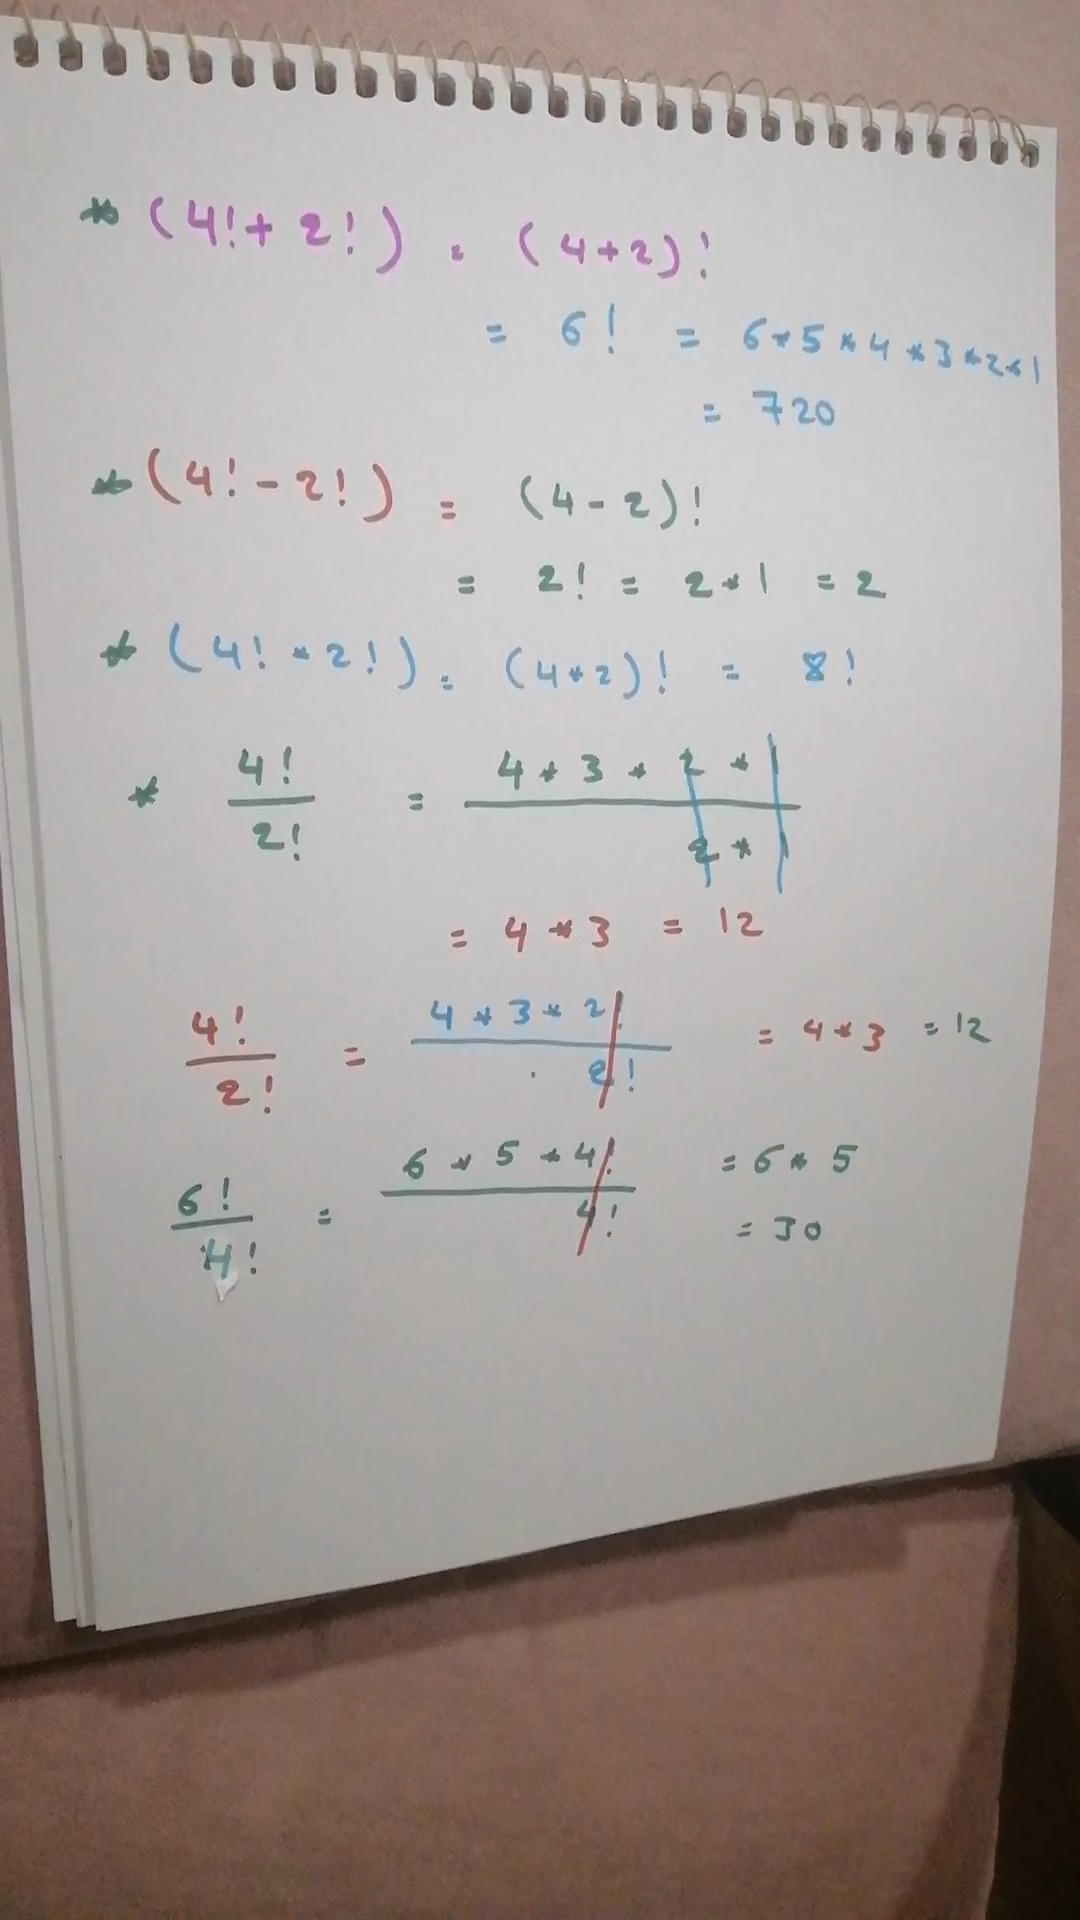 * (4!+ 2!) = (4+2)!
= 6! = 6*5*4*3*2*1
= 720
* (4! - 2!) = (4-2)!
= 2! = 2*1 = 2
* (4! * 2!) = (4*2)! = 8!
* 4!/2! = 4*3*2*1/2*1
= 4*3 = 12
4!/2! = 4*3*2!/2! = 4*3 = 12
6!/4! = 6*5*4!/4! = 6*5
= 30